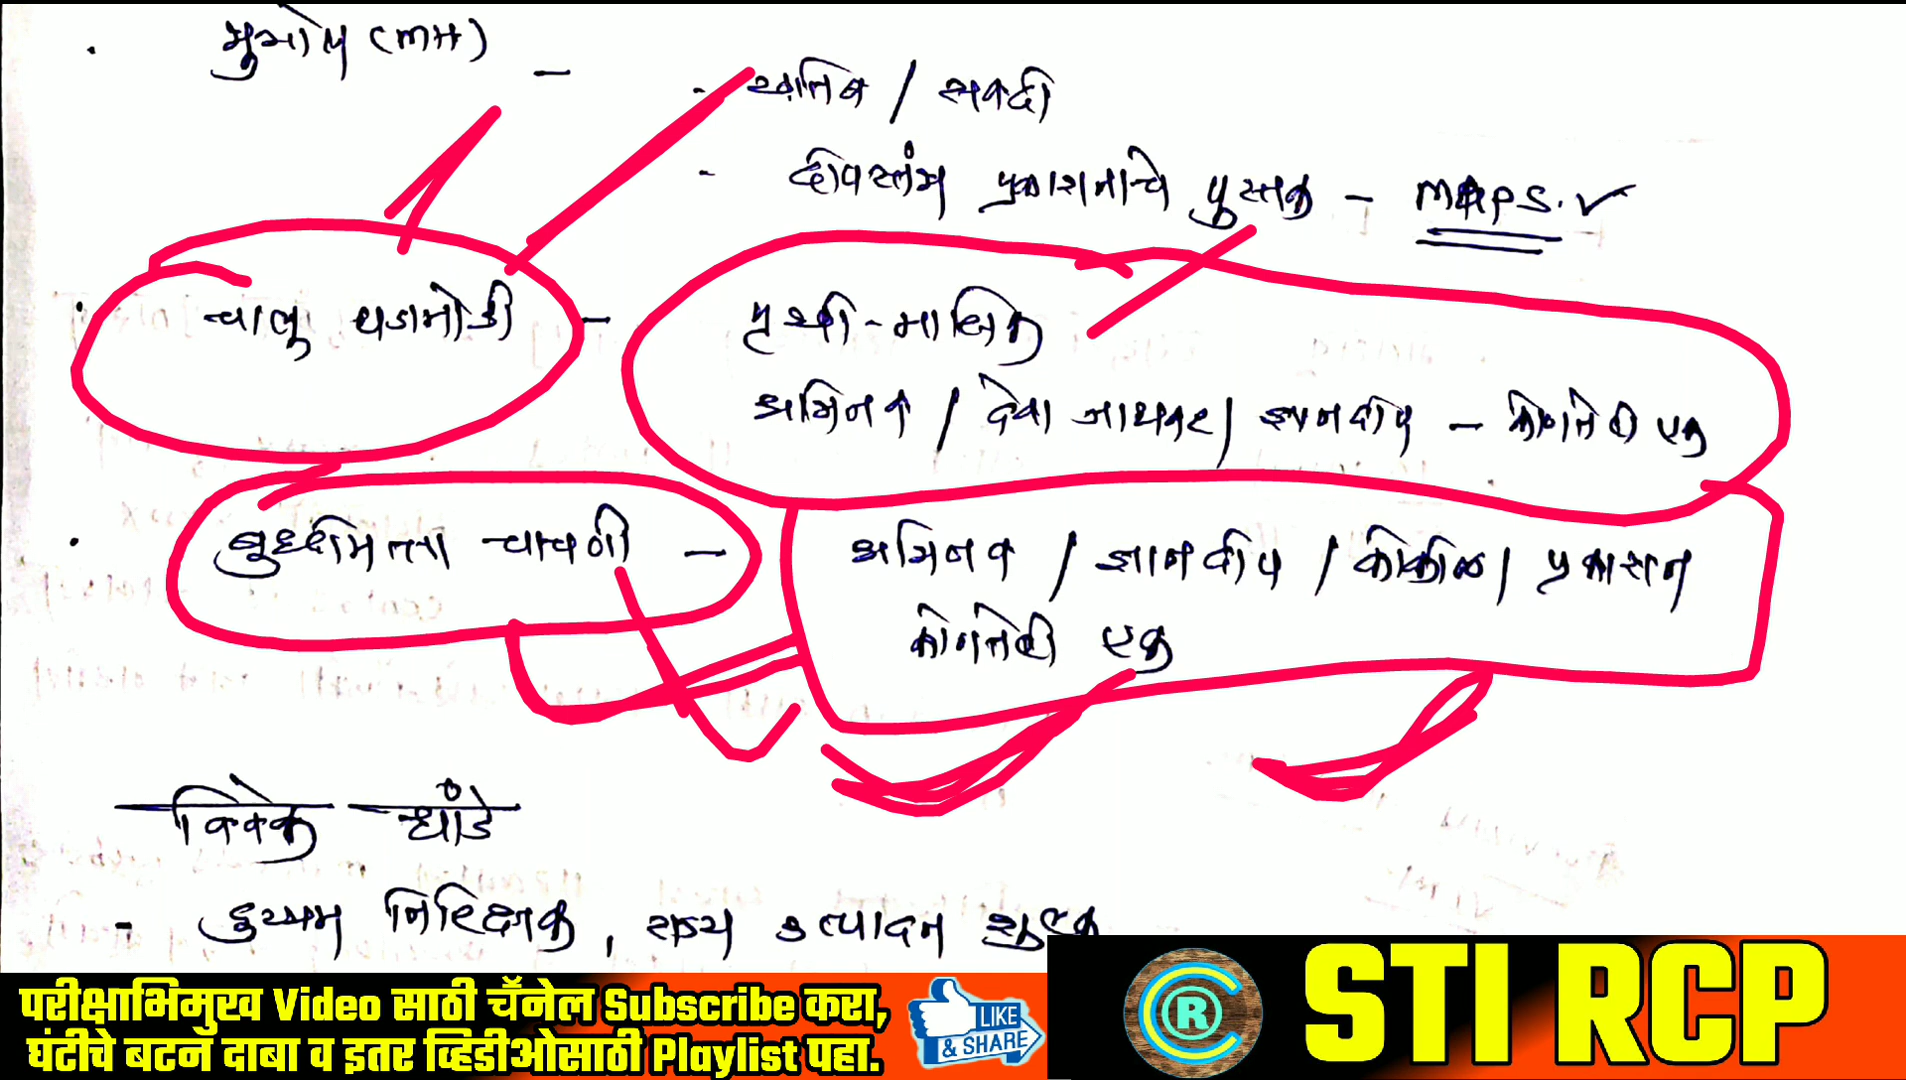 . भुगोल (MH) -
- खतिब / सवदी
- दीपस्तंभ प्रकाशनाचे पुस्तक - MAPS. ✓
. चालू घडामोडी - पृथ्वी-मासिक
अभिनव / देवा जाधवर / ज्ञानदीप - कोणतेही एक
. बुध्दीमत्ता चाचणी - अभिनव / ज्ञानदीप / कोकीळा प्रकाशन
कोणतेही एक
विवेक धांडे
- दुय्यम निरिक्षक, राज्य उत्पादन शुल्क
परीक्षाभिमुख Video साठी चॅनेल Subscribe करा,
घंटीचे बटन दाबा व इतर व्हिडीओसाठी Playlist पहा.
LIKE
& SHARE
C R
STI RCP